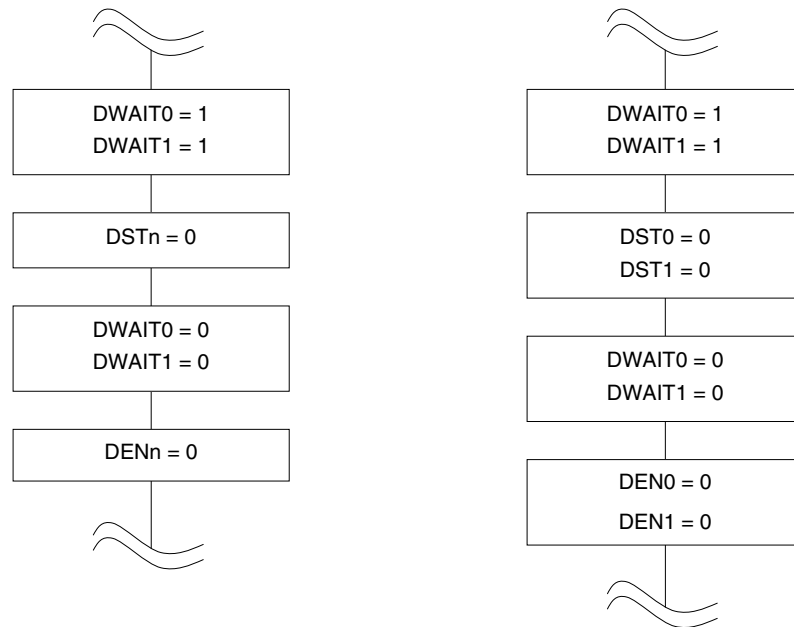 DWAIT0 = 1
DWAIT1 = 1
DSTn = 0
DWAIT0 = 0
DWAIT1 = 0
DENn = 0
DWAIT0 = 1
DWAIT1 = 1
DST0 = 0
DST1 = 0
DWAIT0 = 0
DWAIT1 = 0
DEN0 = 0
DEN1 = 0